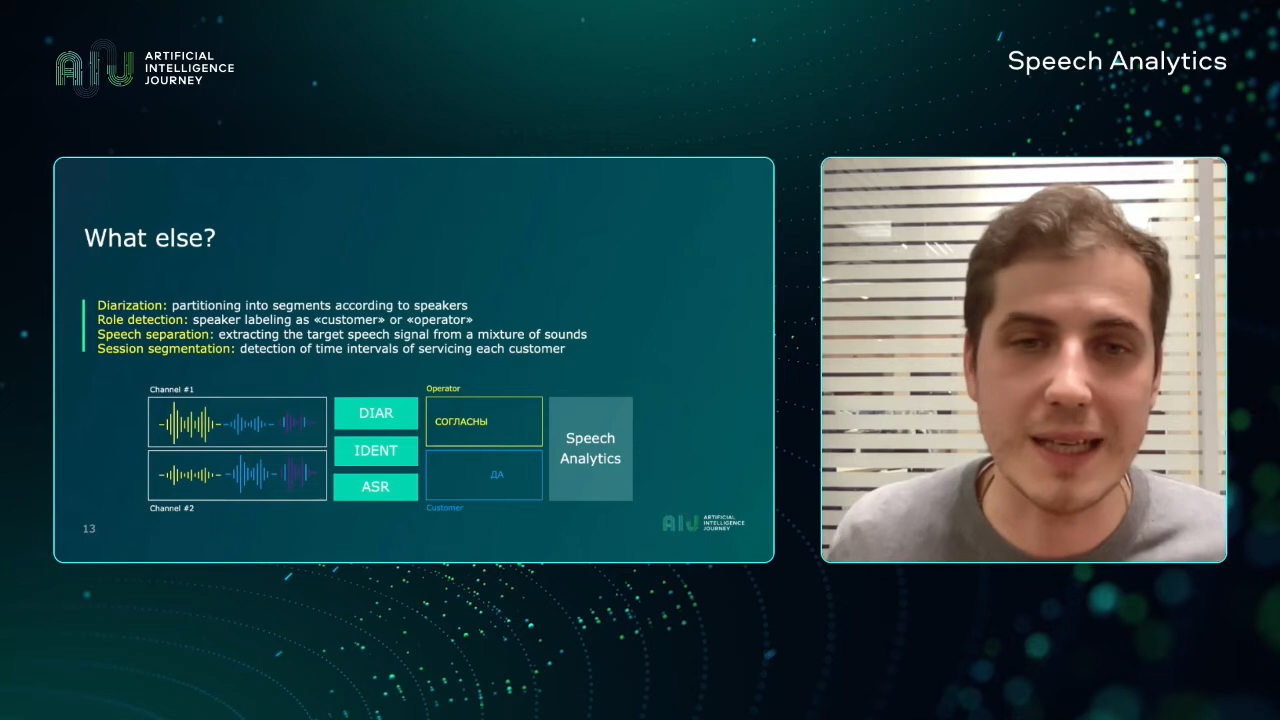 ARTIFICIAL
INTELLIGENCE
JOURNEY
Speech Analytics
What else?
Diarization: partitioning into segments according to speakers
Role detection: speaker labeling as «customer» or «operator»
Speech separation: extracting the target speech signal from a mixture of sounds
Session segmentation: detection of time intervals of servicing each customer
Channel #1
Operator
DIAR
СОГЛАСНЫ
IDENT
Speech
Analytics
ДА
ASR
Channel #2
Customer
13
AIJ
ARTIFICIAL
INTELLIGENCE
JOURNEY